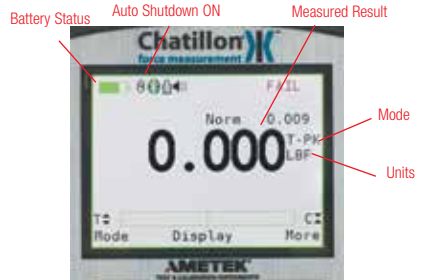 Battery Status
Auto Shutdown ON
Measured Result
Chatillon
force measurement
FAIL
Norm 0.009
0.000
T-PK
LBF
Mode
Units
T
C
Mode Display More
AMETEK